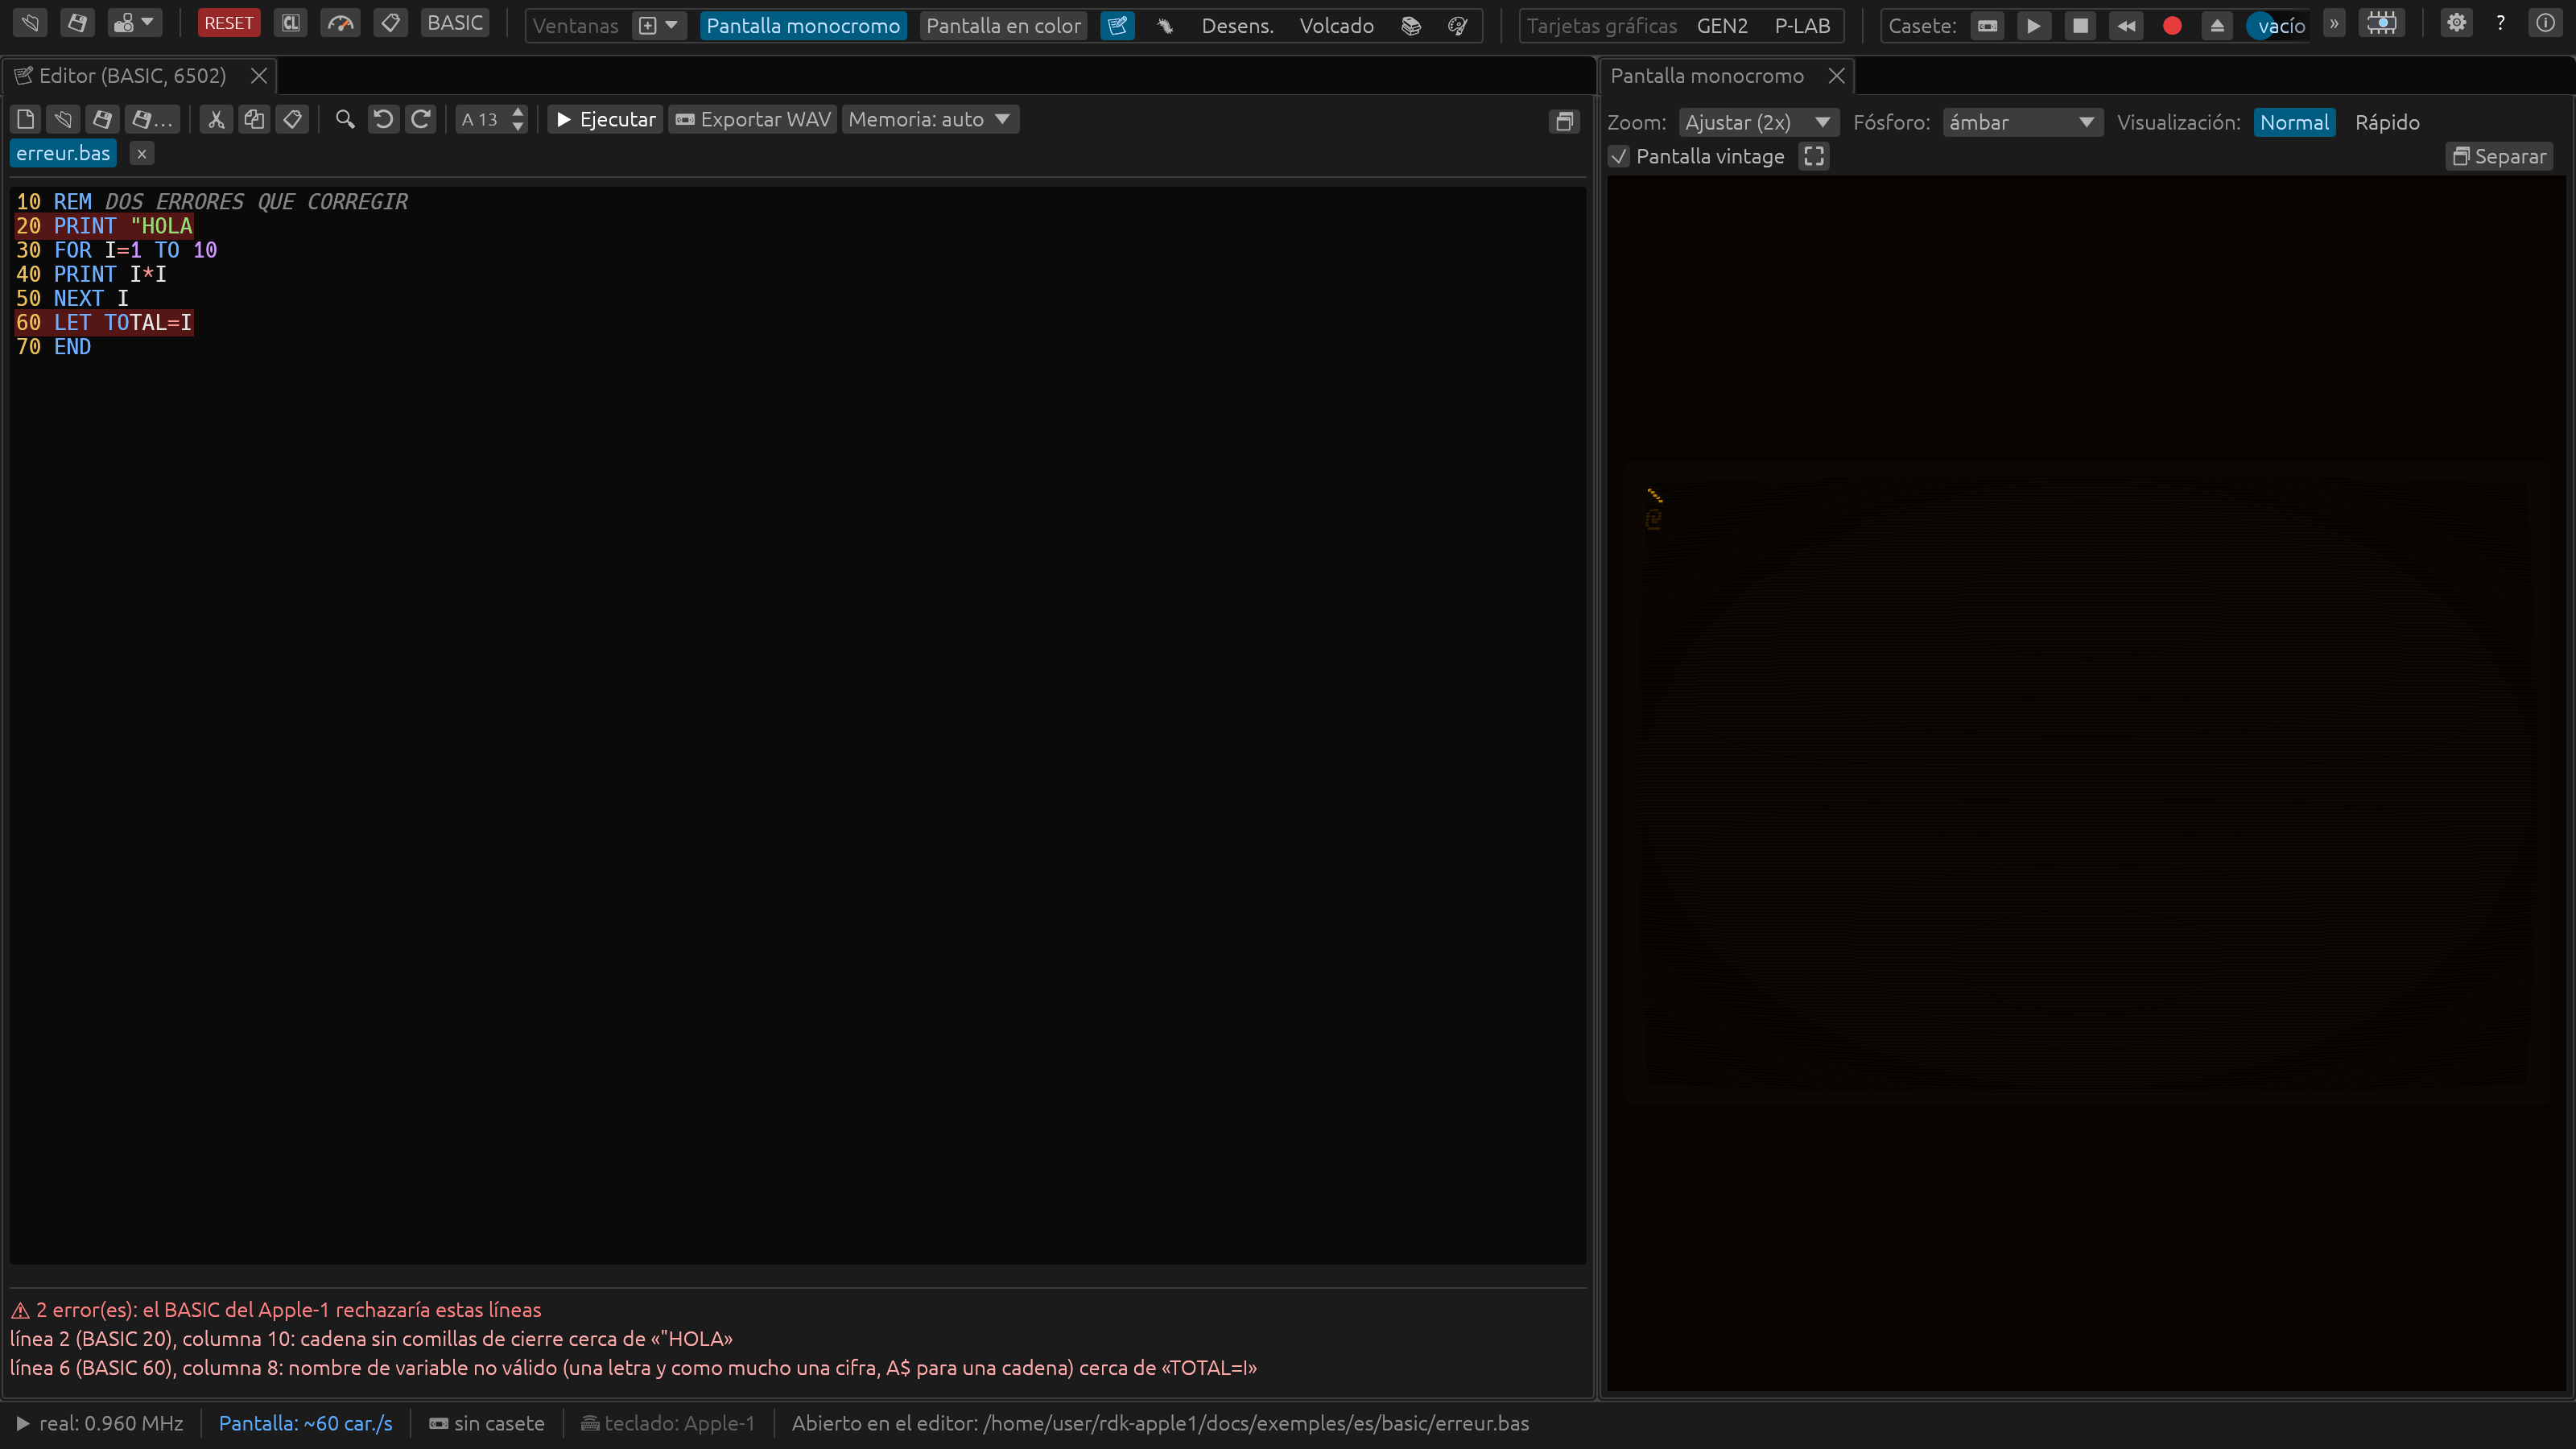 RESET BASIC Ventanas Pantalla monocromo Pantalla en color Desens. Volcado Tarjetas gráficas GEN2 P-LAB Casete: vacío » ?
Editor (BASIC, 6502)
A 13 Ejecutar Exportar WAV Memoria: auto
erreur.bas x
10 REM DOS ERRORES QUE CORREGIR
20 PRINT "HOLA
30 FOR I=1 TO 10
40 PRINT I*I
50 NEXT I
60 LET TOTAL=I
70 END
⚠ 2 error(es): el BASIC del Apple-1 rechazaría estas líneas
línea 2 (BASIC 20), columna 10: cadena sin comillas de cierre cerca de «"HOLA»
línea 6 (BASIC 60), columna 8: nombre de variable no válido (una letra y como mucho una cifra, A$ para una cadena) cerca de «TOTAL=I»
Pantalla monocromo
Zoom: Ajustar (2x) Fósforo: ámbar Visualización: Normal Rápido
Pantalla vintage Separar
\
@
real: 0.960 MHz Pantalla: ~60 car./s sin casete teclado: Apple-1 Abierto en el editor: /home/user/rdk-apple1/docs/exemples/es/basic/erreur.bas